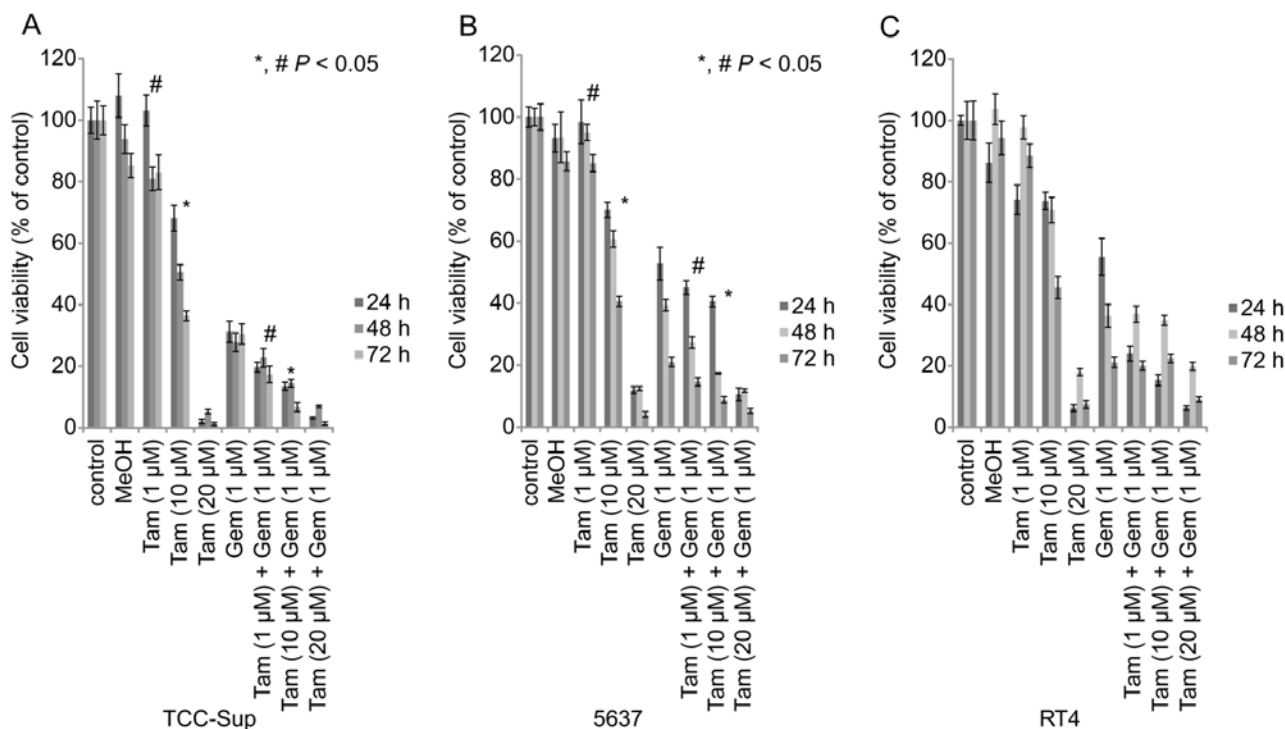 A
Cell viability (% of control)
120
100
80
60
40
20
0
*, # P < 0.05
#
*
#
*
24 h
48 h
72 h
control
MeOH
Tam (1 µM)
Tam (10 µM)
Tam (20 µM)
Gem (1 µM)
Tam (1 µM) + Gem (1 µM)
Tam (10 µM) + Gem (1 µM)
Tam (20 µM) + Gem (1 µM)
TCC-Sup
B
Cell viability (% of control)
120
100
80
60
40
20
0
*, # P < 0.05
#
*
#
*
24 h
48 h
72 h
control
MeOH
Tam (1 µM)
Tam (10 µM)
Tam (20 µM)
Gem (1 µM)
Tam (1 µM) + Gem (1 µM)
Tam (10 µM) + Gem (1 µM)
Tam (20 µM) + Gem (1 µM)
5637
C
Cell viability (% of control)
120
100
80
60
40
20
0
24 h
48 h
72 h
control
MeOH
Tam (1 µM)
Tam (10 µM)
Tam (20 µM)
Gem (1 µM)
Tam (1 µM) + Gem (1 µM)
Tam (10 µM) + Gem (1 µM)
Tam (20 µM) + Gem (1 µM)
RT4